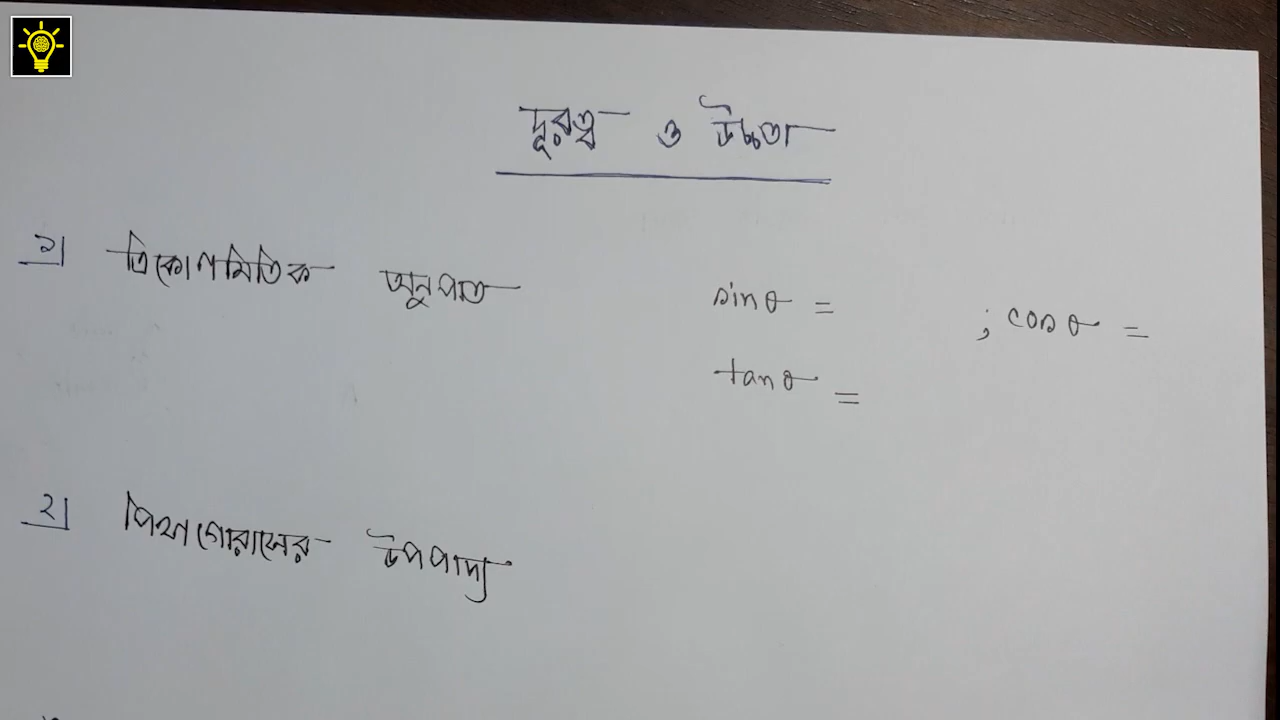 দূরত্ব ও উচ্চতা
১। ত্রিকোণমিতিক অনুপাত sinθ = ; cosθ =
tanθ =
২। পিথাগোরাসের উপপাদ্য